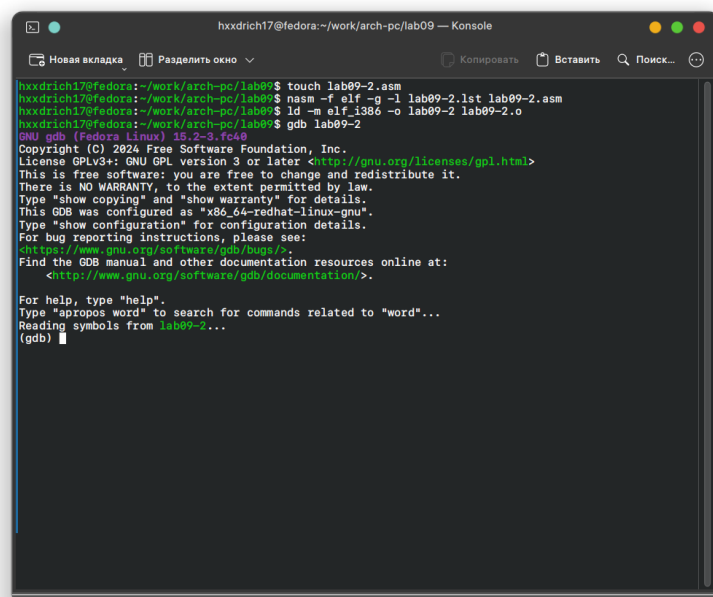 hxxdrich17@fedora:~/work/arch-pc/lab09 — Konsole
Новая вкладка Разделить окно Копировать Вставить Поиск...
hxxdrich17@fedora:~/work/arch-pc/lab09$ touch lab09-2.asm
hxxdrich17@fedora:~/work/arch-pc/lab09$ nasm -f elf -g -l lab09-2.lst lab09-2.asm
hxxdrich17@fedora:~/work/arch-pc/lab09$ ld -m elf_i386 -o lab09-2 lab09-2.o
hxxdrich17@fedora:~/work/arch-pc/lab09$ gdb lab09-2
GNU gdb (Fedora Linux) 15.2-3.fc40
Copyright (C) 2024 Free Software Foundation, Inc.
License GPLv3+: GNU GPL version 3 or later <http://gnu.org/licenses/gpl.html>
This is free software: you are free to change and redistribute it.
There is NO WARRANTY, to the extent permitted by law.
Type "show copying" and "show warranty" for details.
This GDB was configured as "x86_64-redhat-linux-gnu".
Type "show configuration" for configuration details.
For bug reporting instructions, please see:
<https://www.gnu.org/software/gdb/bugs/>.
Find the GDB manual and other documentation resources online at:
    <http://www.gnu.org/software/gdb/documentation/>.
For help, type "help".
Type "apropos word" to search for commands related to "word"...
Reading symbols from lab09-2...
(gdb)